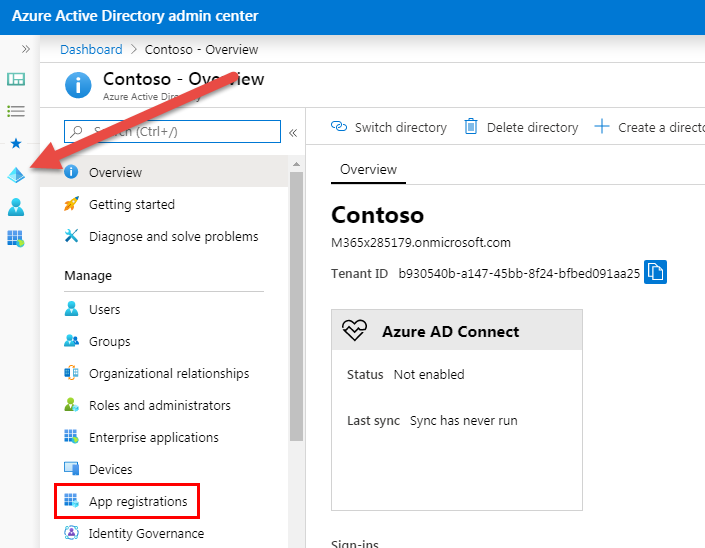 Azure Active Directory admin center
Dashboard > Contoso - Overview
Contoso - Overview
Azure Active Directory
Search (Ctrl+/)
Overview
Getting started
Diagnose and solve problems
Manage
Users
Groups
Organizational relationships
Roles and administrators
Enterprise applications
Devices
App registrations
Identity Governance
Switch directory Delete directory Create a directo
Overview
Contoso
M365x285179.onmicrosoft.com
Tenant ID b930540b-a147-45bb-8f24-bfbed091aa25
Azure AD Connect
Status Not enabled
Last sync Sync has never run
Sign-ins